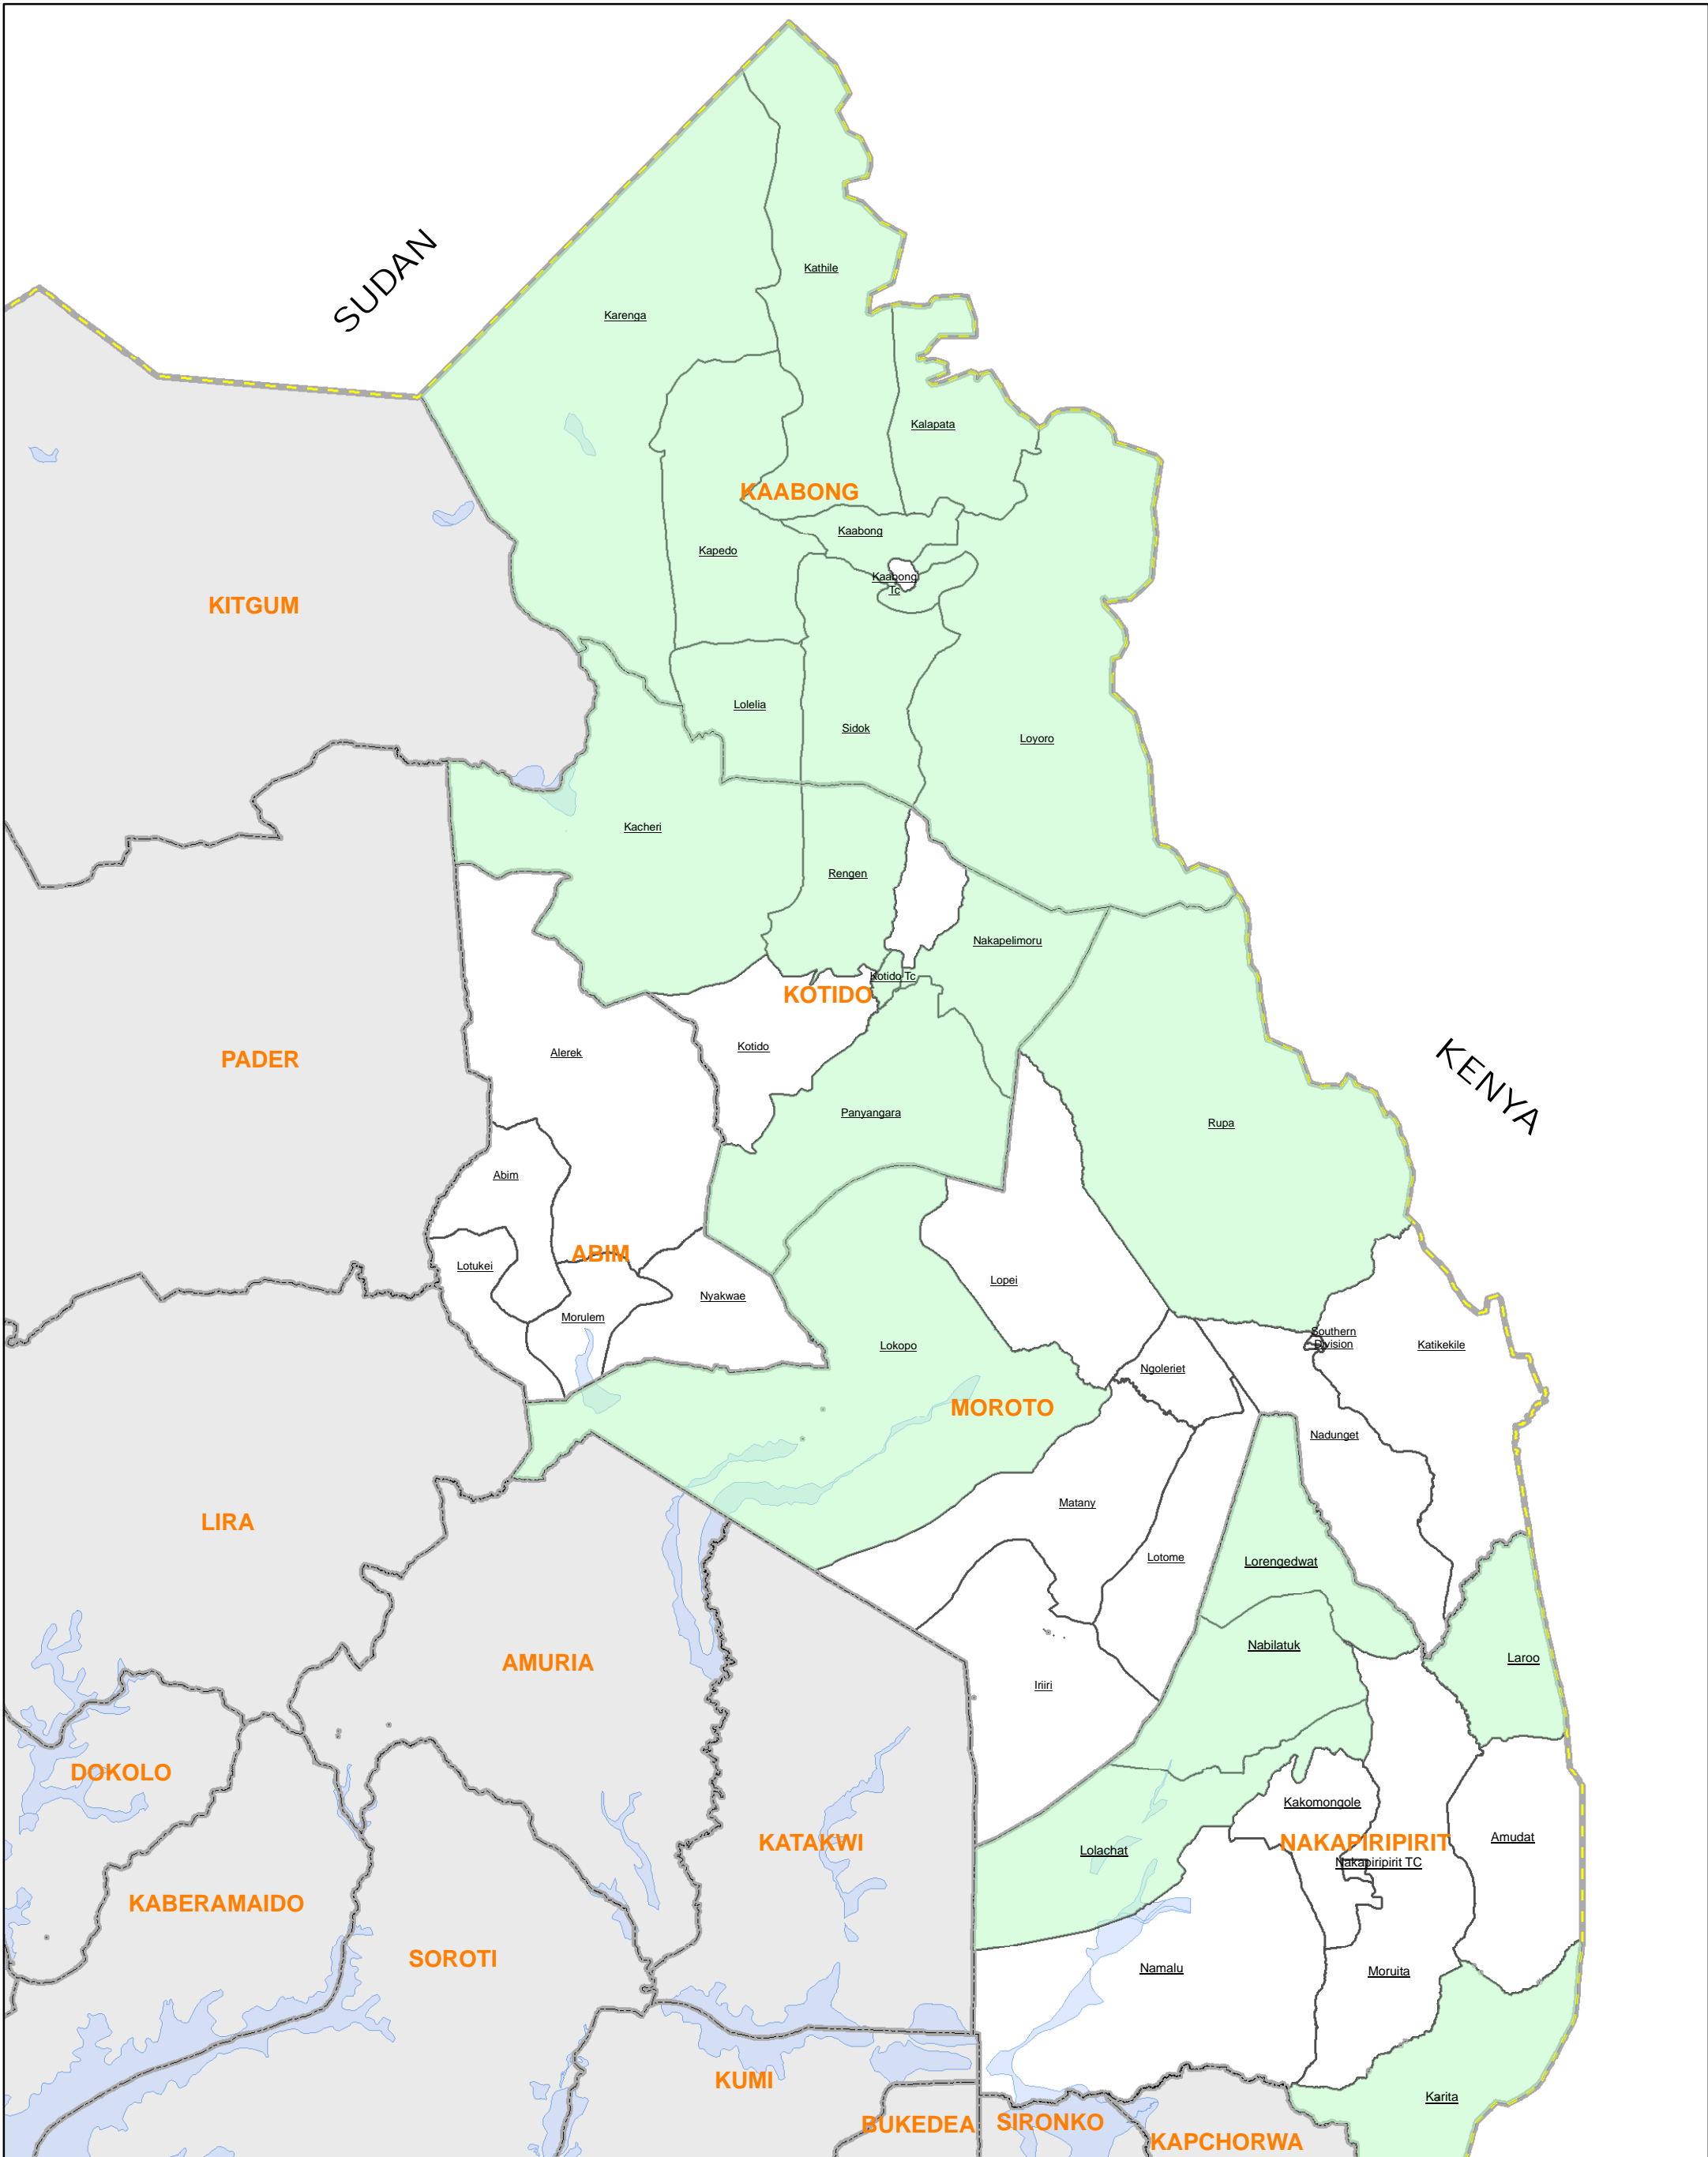 SUDAN
Kathile
Karenga
Kalapata
KAABONG
Kaabong
Kapedo
Kaabong
Tc
KITGUM
Lolelia
Sidok
Loyoro
Kacheri
Rengen
Nakapelimoru
Kotido Tc
KOTIDO
Kotido
Alerek
PADER
KENYA
Panyangara
Rupa
Abim
ABIM
Lotukei
Lopei
Nyakwae
Morulem
Southern
Division
Lokopo
Katikekile
Ngoleriet
MOROTO
Nadunget
Matany
LIRA
Lotome
Lorengedwat
Nabilatuk
Laroo
AMURIA
Iriiri
DOKOLO
Kakomongole
KATAKWI
NAKAPIRIPIRIT
Amudat
Lolachat
Nakapiripirit TC
KABERAMAIDO
SOROTI
Namalu
Moruita
KUMI
Karita
BUKEDEA
SIRONKO
KAPCHORWA